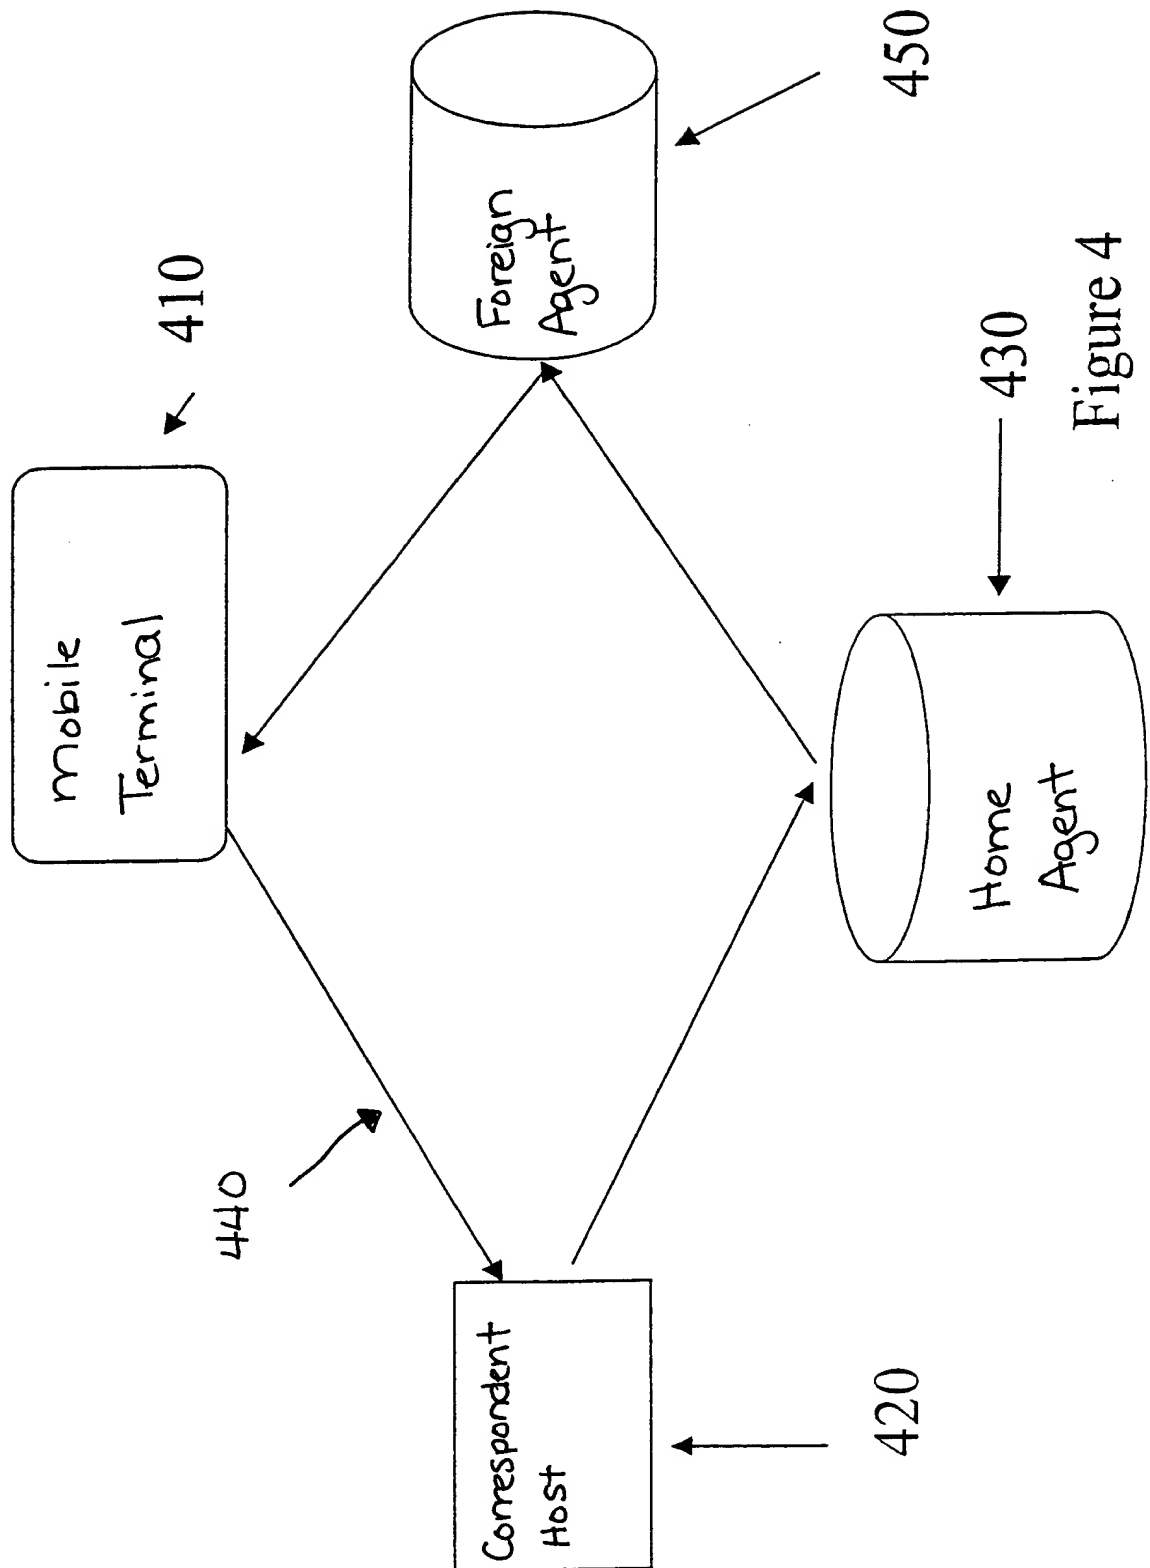 mobile
Terminal
410
440
Correspondent
Host
420
Foreign
Agent
450
Home
Agent
430
Figure 4